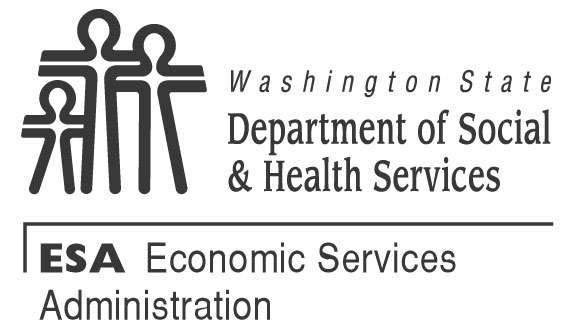 Washington State
Department of Social
& Health Services
ESA Economic Services
Administration